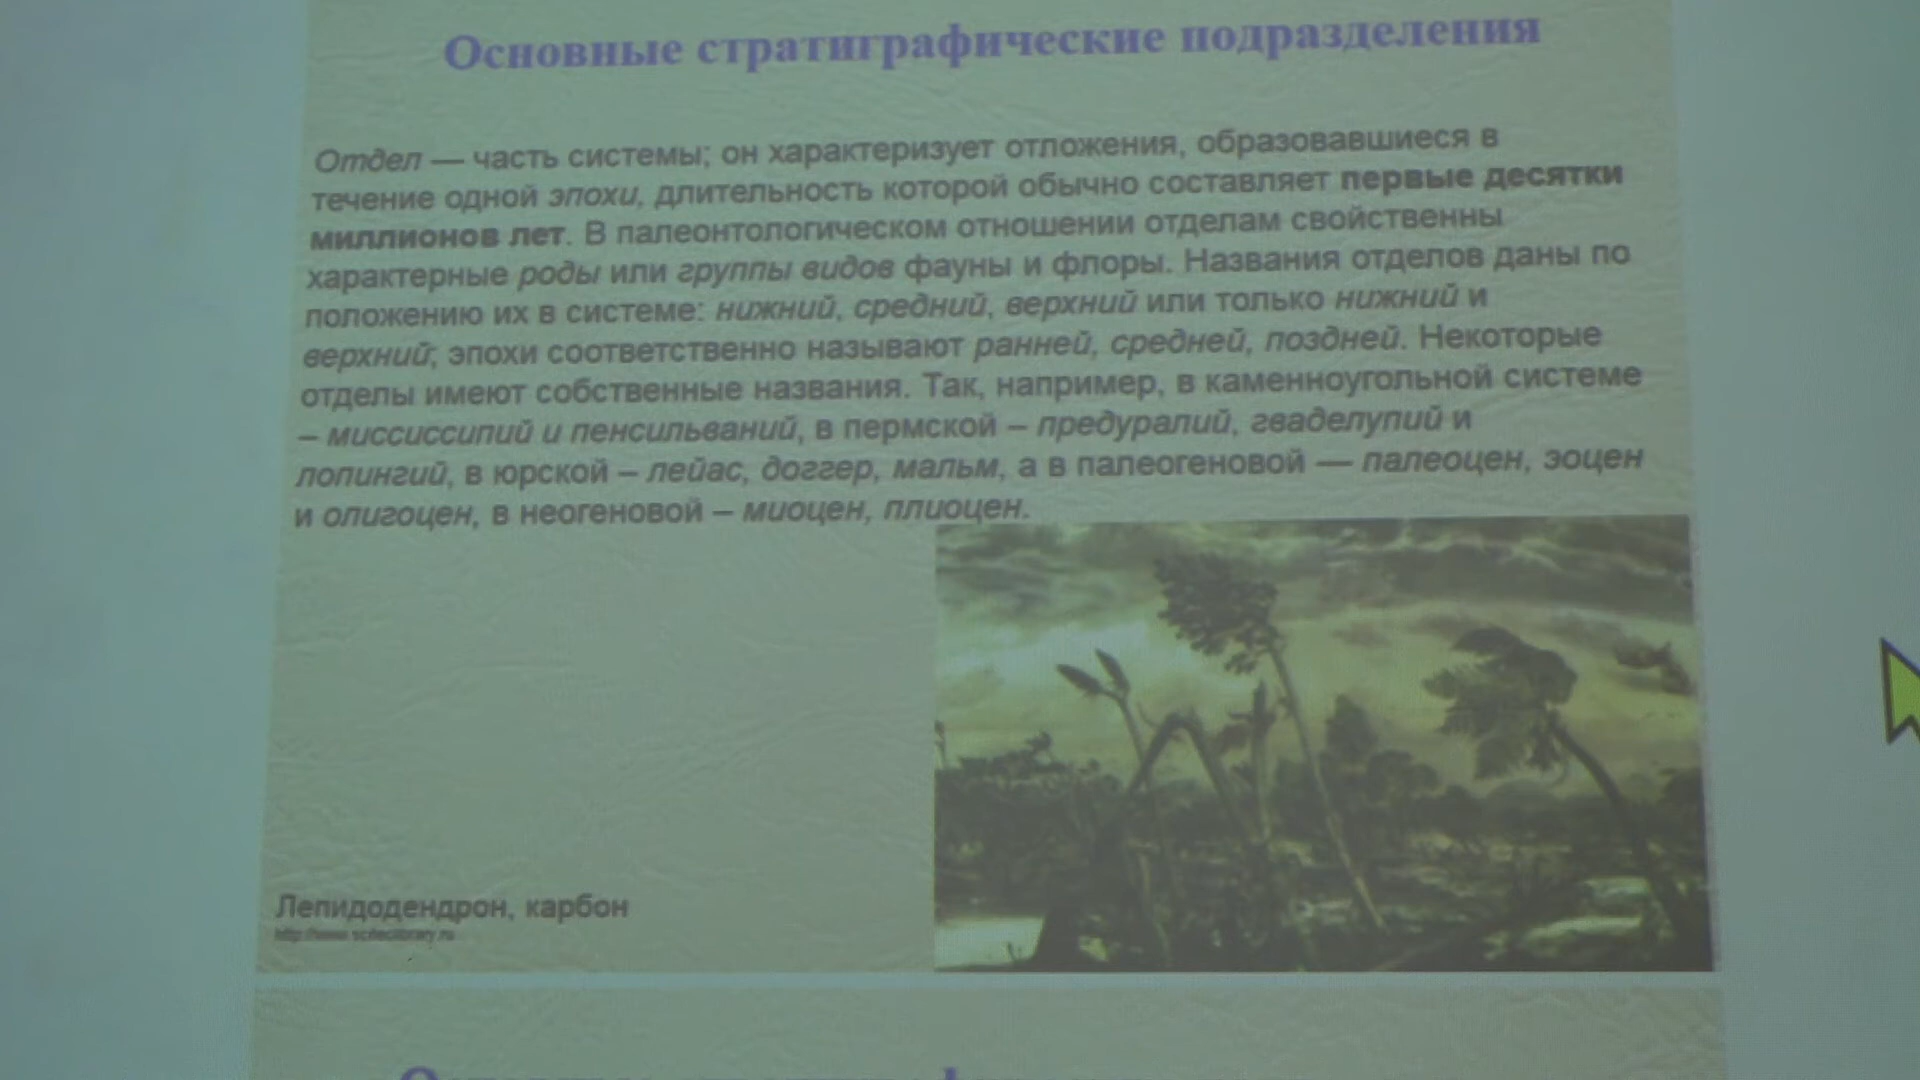 Основные стратиграфические подразделения
Отдел — часть системы; он характеризует отложения, образовавшиеся в
течение одной эпохи, длительность которой обычно составляет первые десятки
миллионов лет. В палеонтологическом отношении отделам свойственны
характерные роды или группы видов фауны и флоры. Названия отделов даны по
положению их в системе: нижний, средний, верхний или только нижний и
верхний; эпохи соответственно называют ранней, средней, поздней. Некоторые
отделы имеют собственные названия. Так, например, в каменноугольной системе
– миссиссипий и пенсильваний, в пермской – предуралий, гваделупий и
лопингий, в юрской – лейас, доггер, мальм, а в палеогеновой — палеоцен, эоцен
и олигоцен, в неогеновой – миоцен, плиоцен.
Лепидодендрон, карбон